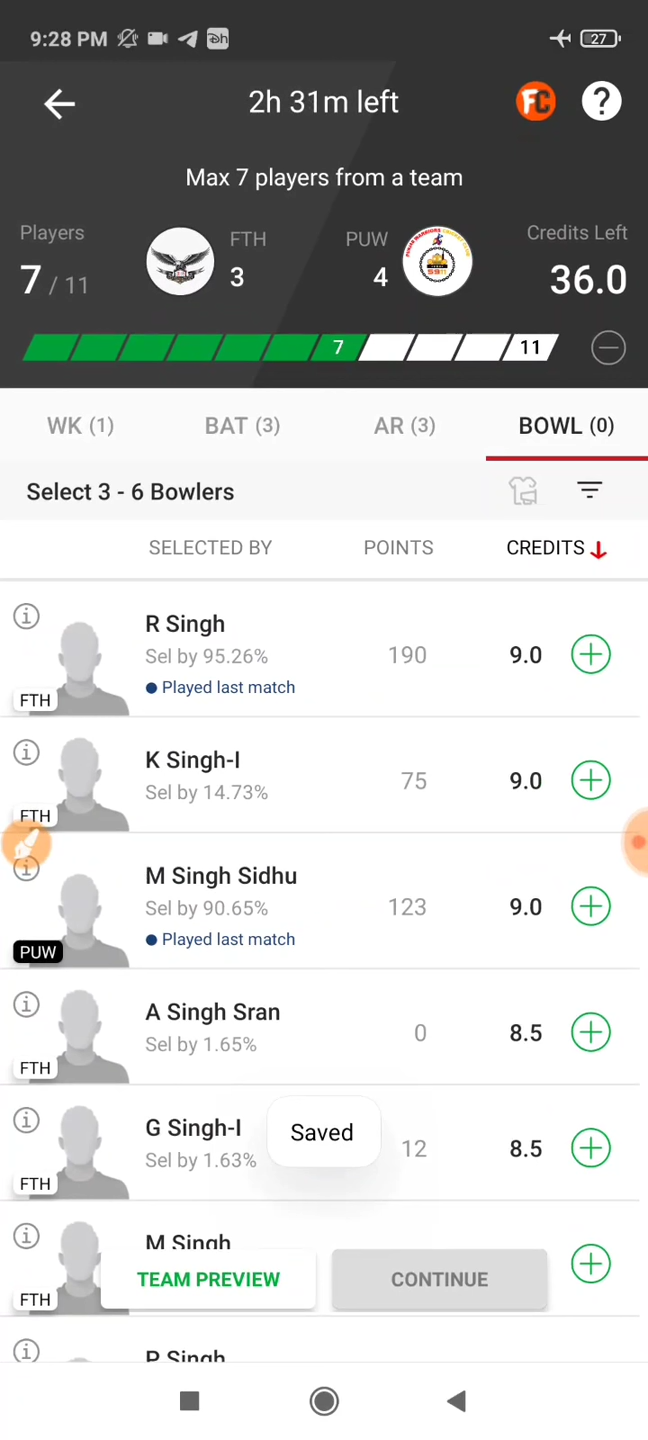 9:28 PM
27
2h 31m left
FC
?
Max 7 players from a team
Players
7 / 11
FTH
3
PUW
4
Credits Left
36.0
7
11
WK (1)
BAT (3)
AR (3)
BOWL (0)
Select 3 - 6 Bowlers
SELECTED BY
POINTS
CREDITS
R Singh
Sel by 95.26%
190
9.0
Played last match
FTH
K Singh-I
Sel by 14.73%
75
9.0
FTH
M Singh Sidhu
Sel by 90.65%
123
9.0
Played last match
PUW
A Singh Sran
Sel by 1.65%
0
8.5
FTH
G Singh-I
Sel by 1.63%
12
8.5
FTH
Saved
M Singh
FTH
TEAM PREVIEW
CONTINUE
P Singh